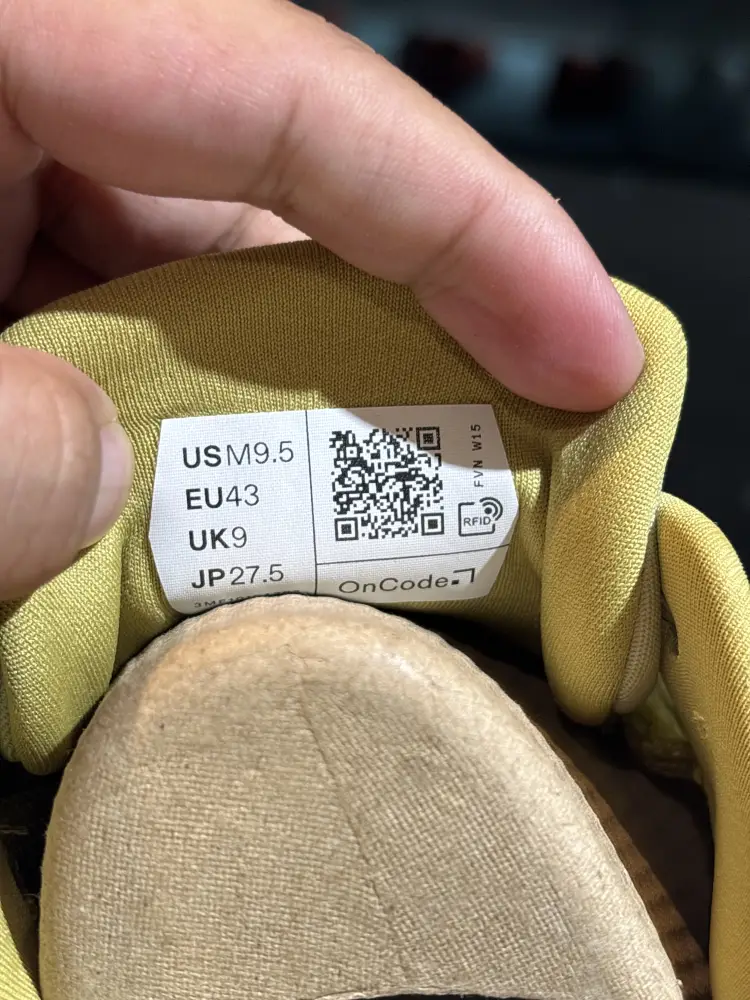 US M9.5
EU 43
UK 9
JP 27.5
FVN W15
RFID
OnCode